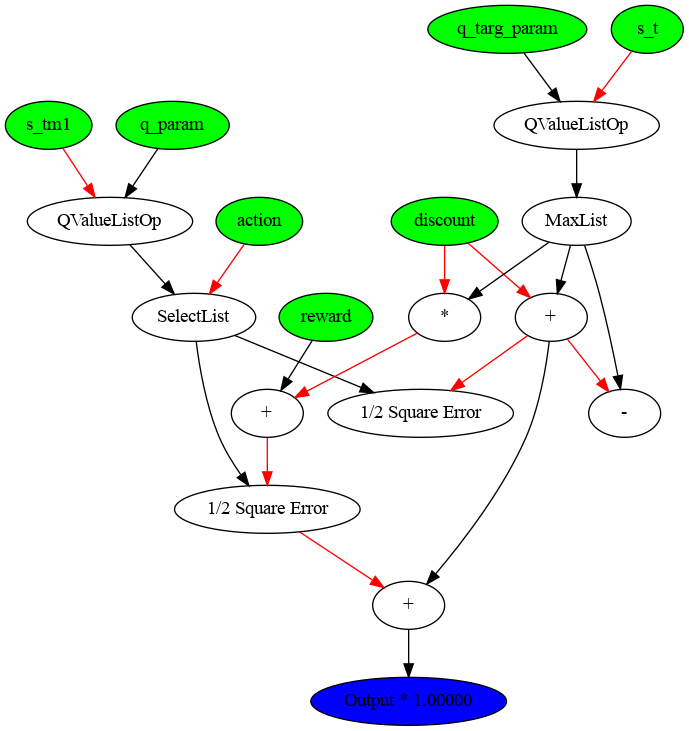 q_targ_param
s_t
s_tm1
q_param
QValueListOp
QValueListOp
action
discount
MaxList
SelectList
reward
*
+
+
1/2 Square Error
-
1/2 Square Error
+
Output * 1.00000